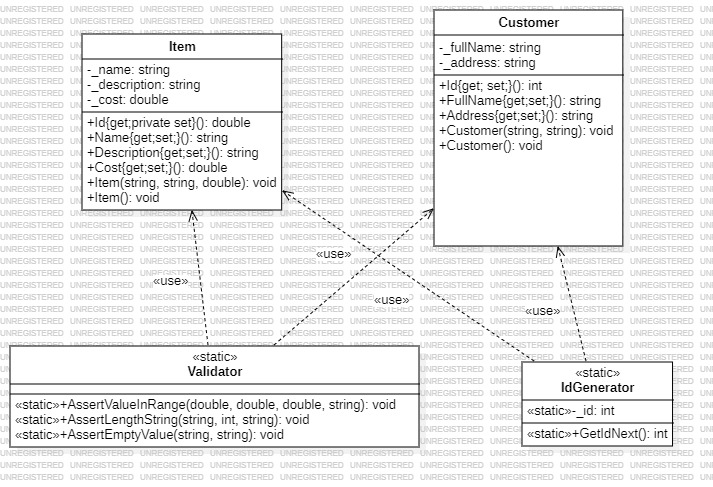 Item
-_name: string
-_description: string
-_cost: double
+Id{get;private set}(): double
+Name{get;set;}(): string
+Description{get;set;}(): string
+Cost{get;set;}(): double
+Item(string, string, double): void
+Item(): void
Customer
-_fullName: string
-_address: string
+Id{get; set;}(): int
+FullName{get;set;}(): string
+Address{get;set;}(): string
+Customer(string, string): void
+Customer(): void
«use»
«use»
«use»
«use»
«static»
Validator
«static»+AssertValueInRange(double, double, double, string): void
«static»+AssertLengthString(string, int, string): void
«static»+AssertEmptyValue(string, string): void
«static»
IdGenerator
«static»-_id: int
«static»+GetIdNext(): int
UNREGISTERED